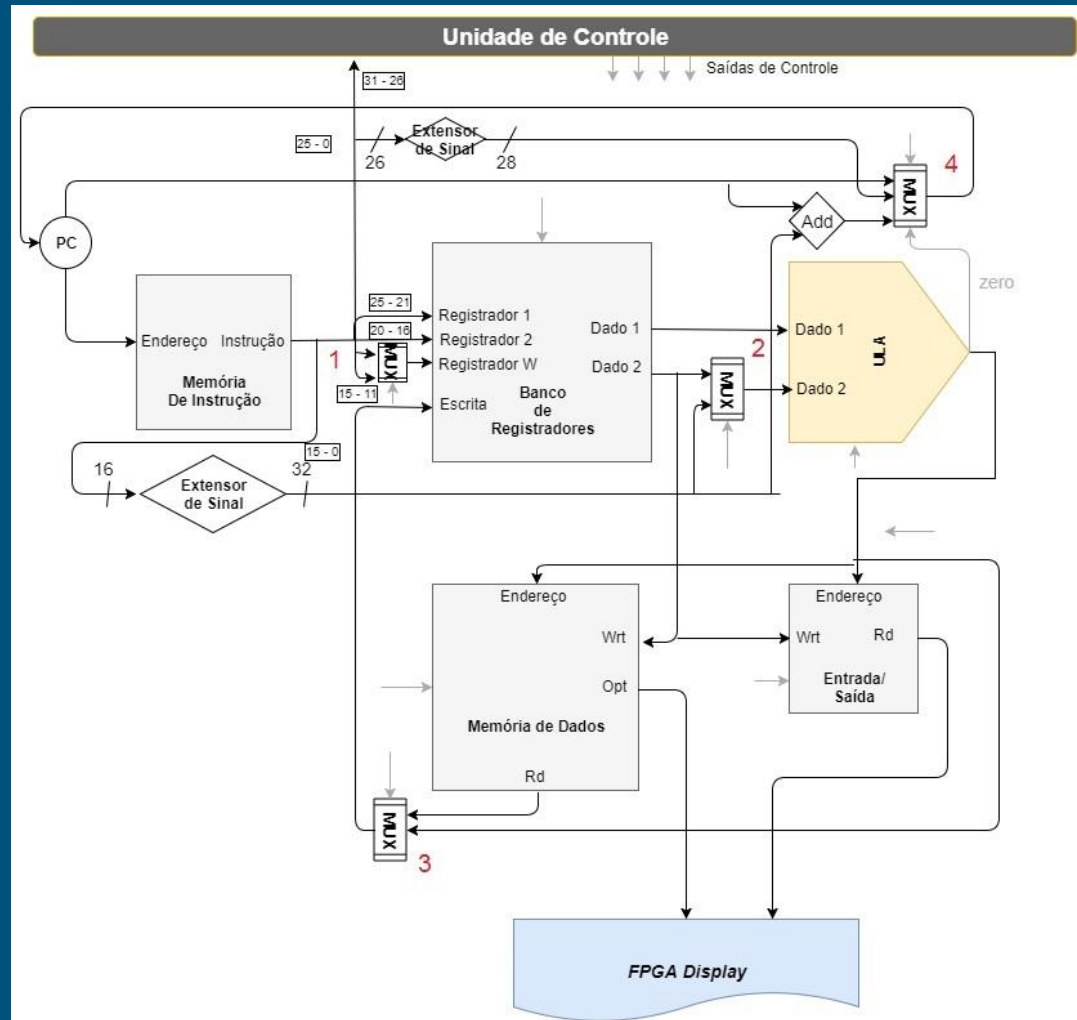 Unidade de Controle
31 - 26
Saídas de Controle
25 - 0
26
Extensor
de Sinal
28
MUX
4
PC
Add
zero
Endereço
Instrução
Memória
De Instrução
25 - 21
20 - 16
1
MUX
15 - 11
Registrador 1
Registrador 2
Registrador W
Escrita
Dado 1
Dado 2
Banco
de
Registradores
2
MUX
Dado 1
Dado 2
ULA
15 - 0
16
Extensor
de Sinal
32
Endereço
Wrt
Opt
Memória de Dados
Rd
Endereço
Wrt
Rd
Entrada/
Saída
MUX
3
FPGA Display